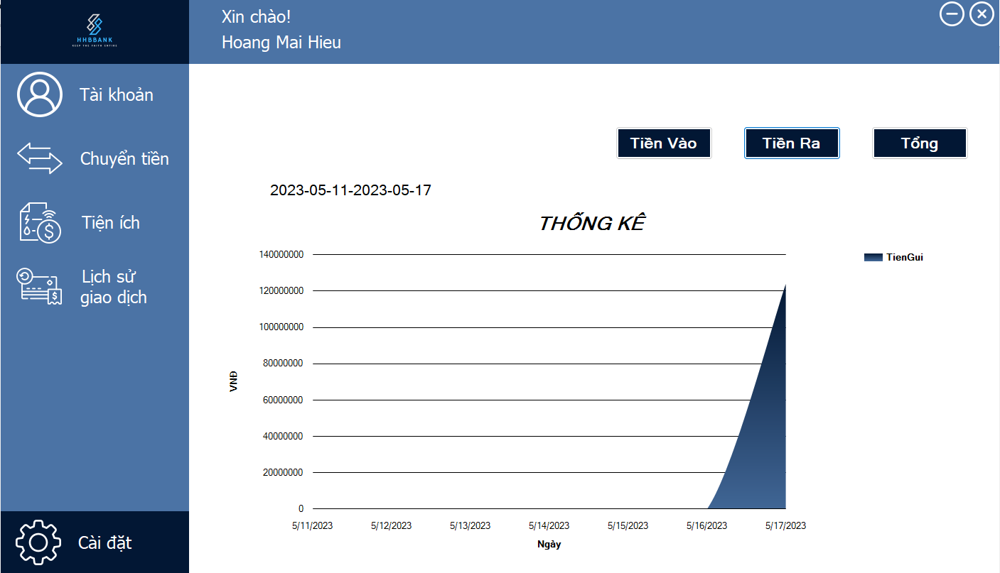 HHBBANK
KEEP THE FAITH ENTIRE
Xin chào!
Hoang Mai Hieu
Tài khoản
Chuyển tiền
Tiện ích
Lịch sử
giao dịch
Cài đặt
Tiền Vào
Tiền Ra
Tổng
2023-05-11-2023-05-17
THỐNG KÊ
TienGui
VNĐ
140000000
120000000
100000000
80000000
60000000
40000000
20000000
0
5/11/2023
5/12/2023
5/13/2023
5/14/2023
5/15/2023
5/16/2023
5/17/2023
Ngày